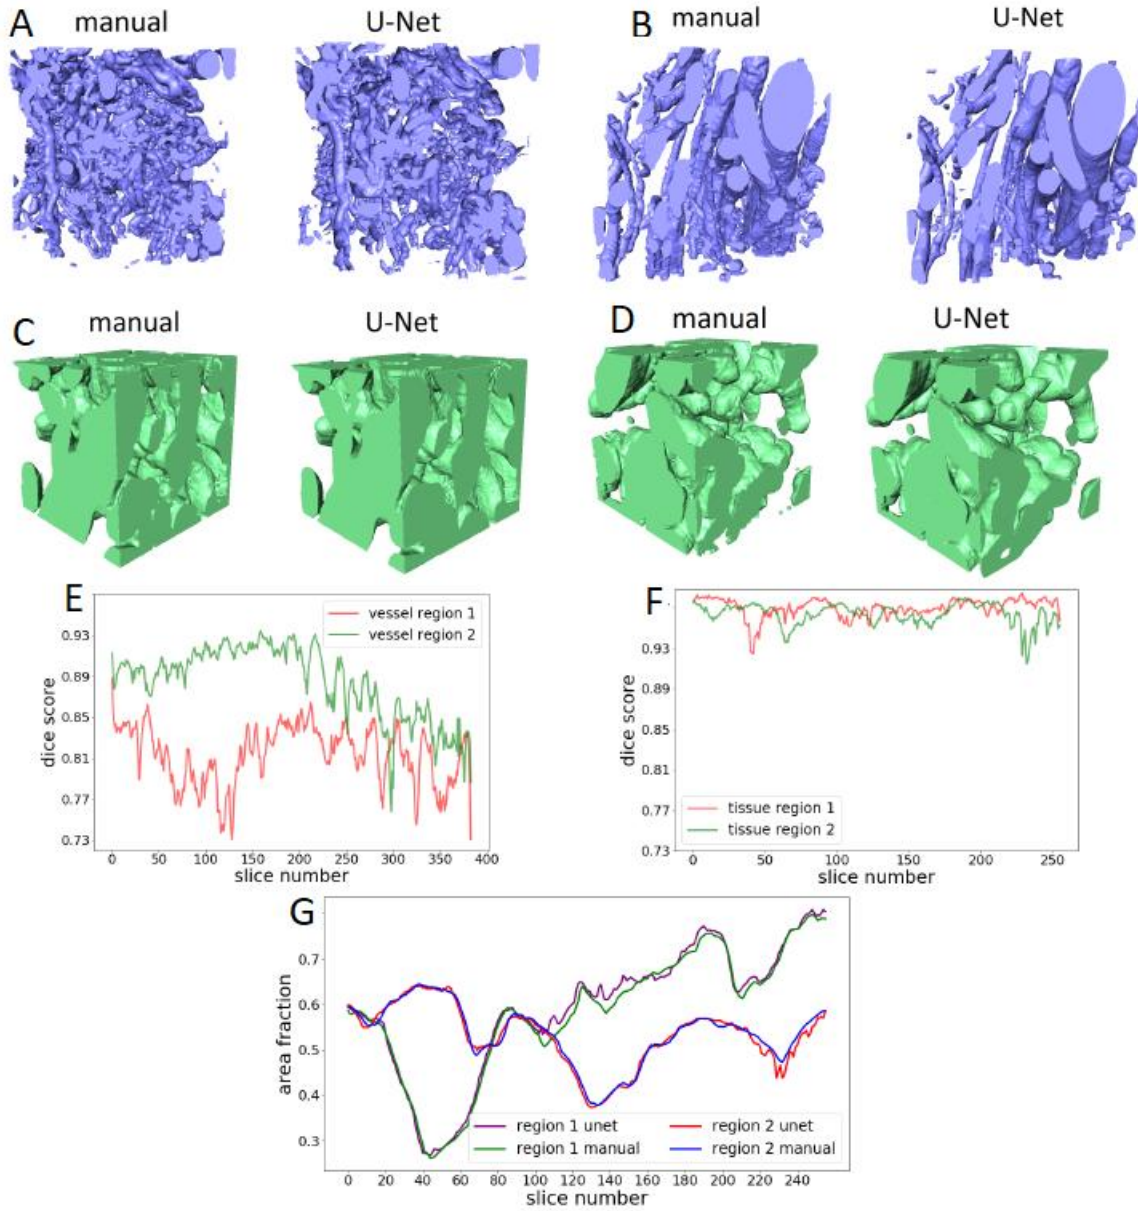 A manual U-Net B manual U-Net
C manual U-Net D manual U-Net
E
vessel region 1
vessel region 2
0.93
0.89
0.85
0.81
0.77
0.73
dice score
0 50 100 150 200 250 300 350 400
slice number
F
0.93
0.89
0.85
0.81
0.77
0.73
dice score
tissue region 1
tissue region 2
0 50 100 150 200 250
slice number
G
0.7
0.6
0.5
0.4
0.3
area fraction
region 1 unet region 2 unet
region 1 manual region 2 manual
0 20 40 60 80 100 120 140 160 180 200 220 240
slice number